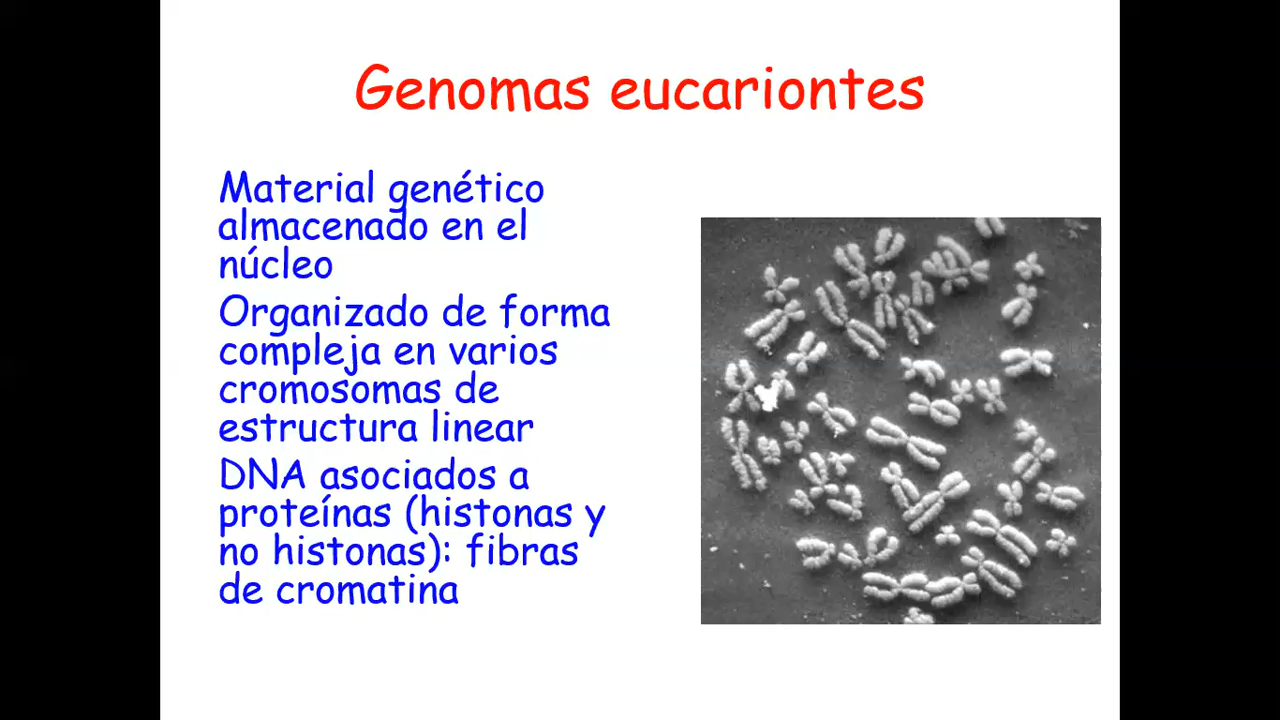 Genomas eucariontes
Material genético
almacenado en el
núcleo
Organizado de forma
compleja en varios
cromosomas de
estructura linear
DNA asociados a
proteínas (histonas y
no histonas): fibras
de cromatina